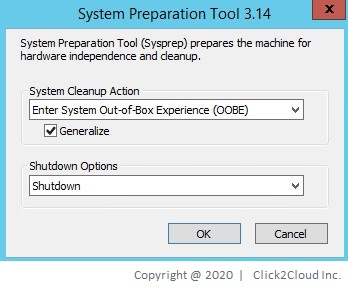 System Preparation Tool 3.14
x
System Preparation Tool (Sysprep) prepares the machine for
hardware independence and cleanup.
System Cleanup Action
Enter System Out-of-Box Experience (OOBE)
Generalize
Shutdown Options
Shutdown
OK Cancel
Copyright @ 2020 | Click2Cloud Inc.